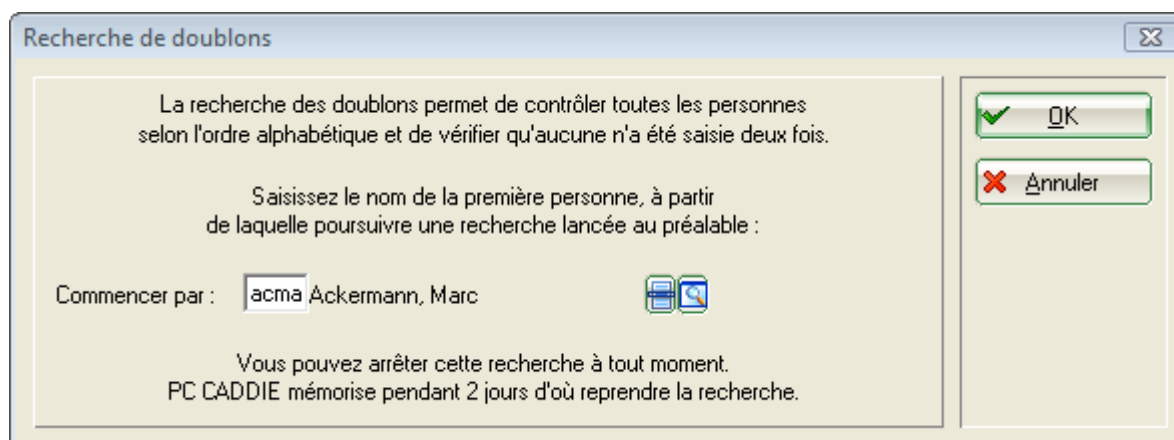 Recherche de doublons
La recherche des doublons permet de contrôler toutes les personnes
selon l'ordre alphabétique et de vérifier qu'aucune n'a été saisie deux fois.
Saisissez le nom de la première personne, à partir
de laquelle poursuivre une recherche lancée au préalable :
Commencer par : acma Ackermann, Marc
Vous pouvez arrêter cette recherche à tout moment.
PC CADDIE mémorise pendant 2 jours d'où reprendre la recherche.
OK
Annuler